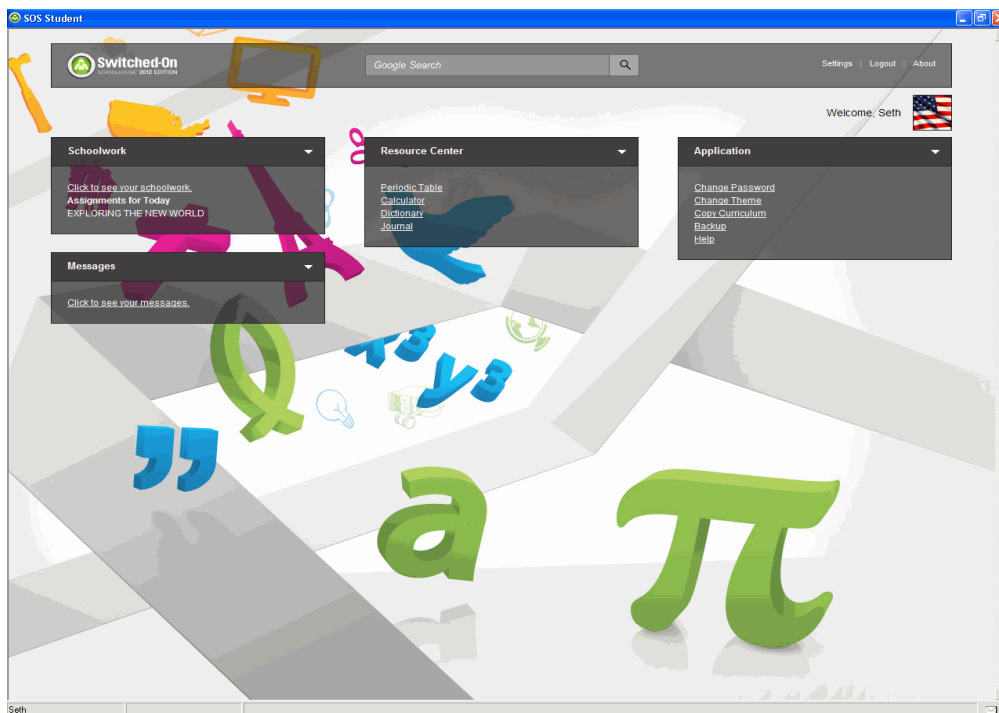 SOS Student
Switched-On
SCHOOLHOUSE® 2012 EDITION
Google Search
Settings | Logout | About
Welcome, Seth
Schoolwork
Click to see your schoolwork.
Assignments for Today
EXPLORING THE NEW WORLD
Messages
Click to see your messages.
Resource Center
Periodic Table
Calculator
Dictionary
Journal
Application
Change Password
Change Theme
Copy Curriculum
Backup
Help
x3
y3
”
a
π
Seth